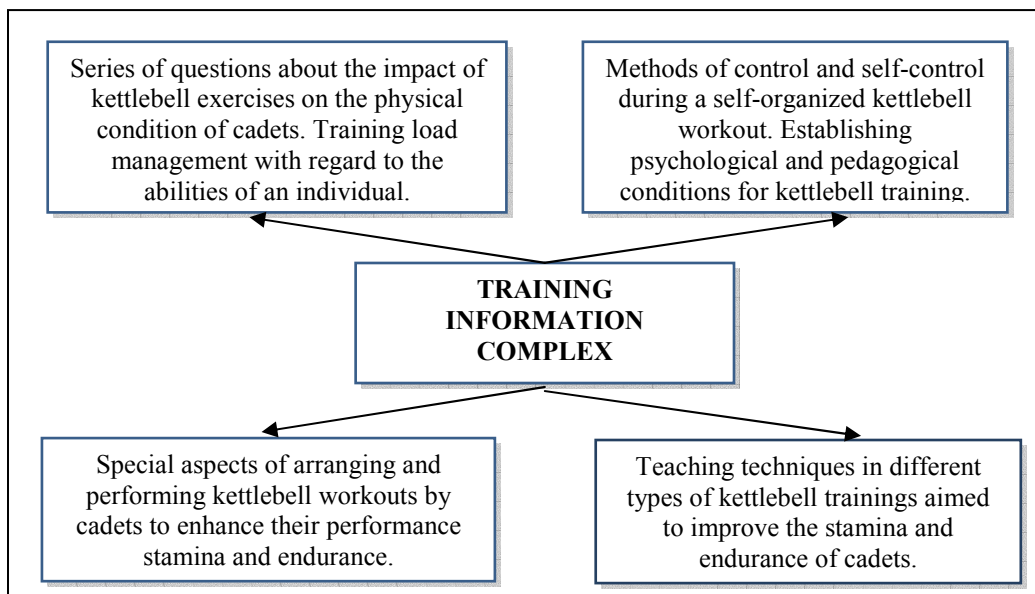 Series of questions about the impact of
kettlebell exercises on the physical
condition of cadets. Training load
management with regard to the
abilities of an individual.
Methods of control and self-control
during a self-organized kettlebell
workout. Establishing
psychological and pedagogical
conditions for kettlebell training.
TRAINING
INFORMATION
COMPLEX
Special aspects of arranging and
performing kettlebell workouts by
cadets to enhance their performance
stamina and endurance.
Teaching techniques in different
types of kettlebell trainings aimed
to improve the stamina and
endurance of cadets.